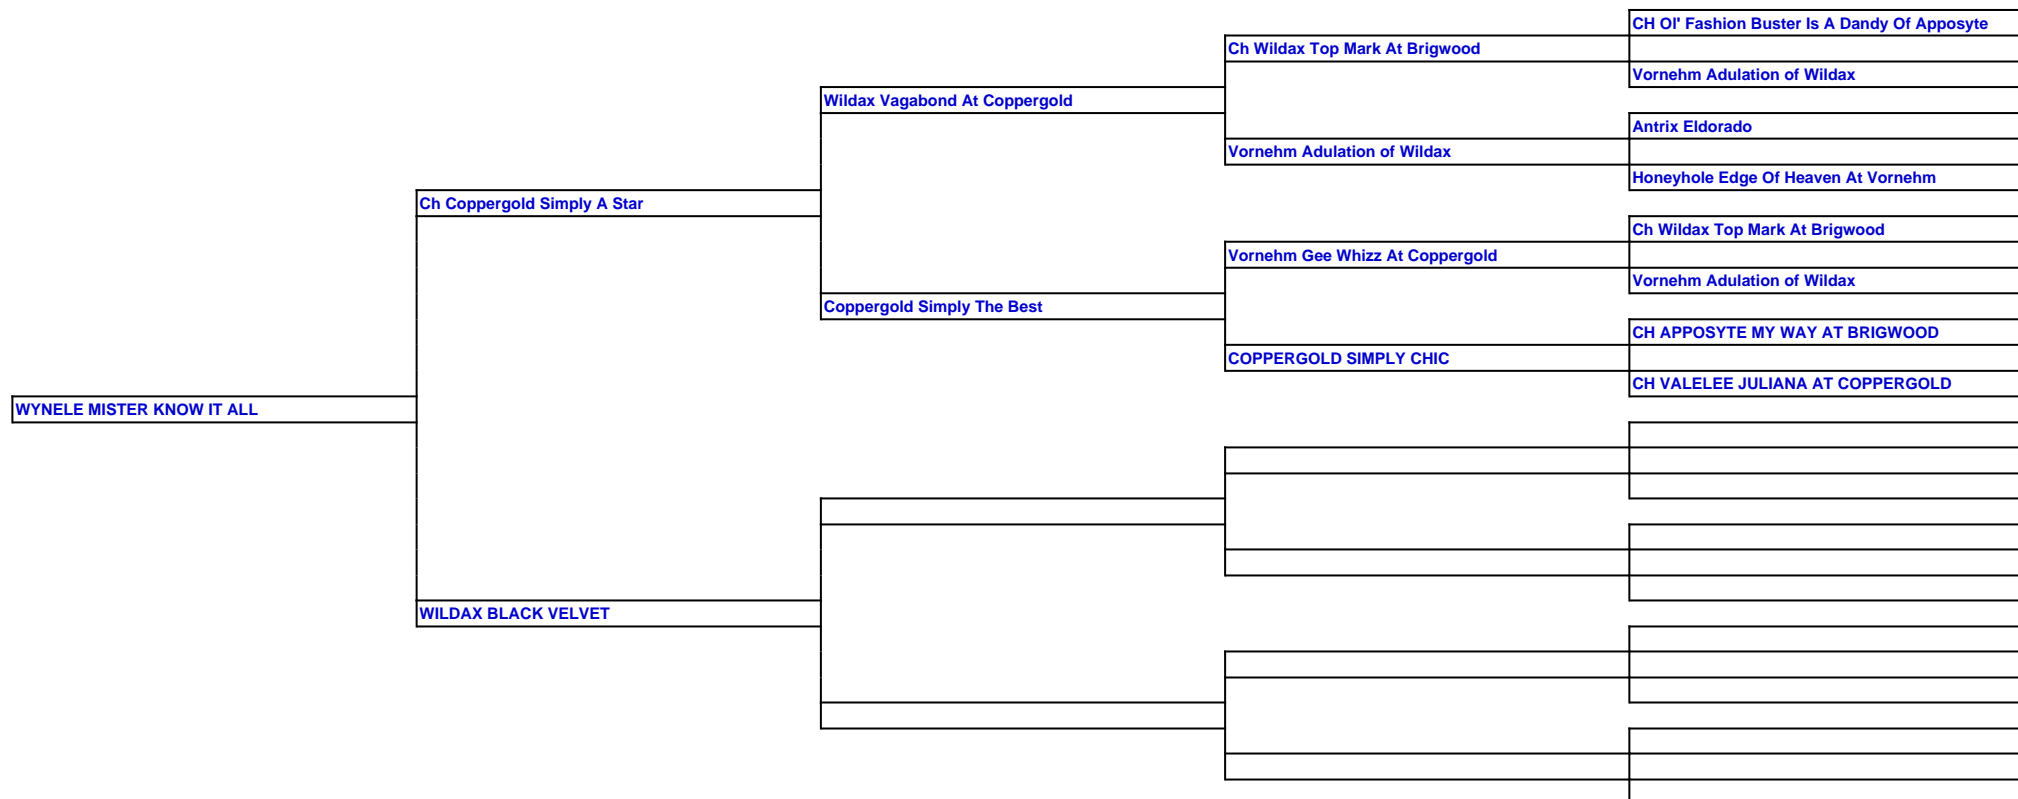 CH Ol' Fashion Buster Is A Dandy Of Apposyte
Ch Wildax Top Mark At Brigwood
Vornehm Adulation of Wildax
Wildax Vagabond At Coppergold
Antrix Eldorado
Vornehm Adulation of Wildax
Honeyhole Edge Of Heaven At Vornehm
Ch Coppergold Simply A Star
Ch Wildax Top Mark At Brigwood
Vornehm Gee Whizz At Coppergold
Vornehm Adulation of Wildax
Coppergold Simply The Best
CH APPOSYTE MY WAY AT BRIGWOOD
COPPERGOLD SIMPLY CHIC
CH VALELEE JULIANA AT COPPERGOLD
WYNELE MISTER KNOW IT ALL
WILDAX BLACK VELVET